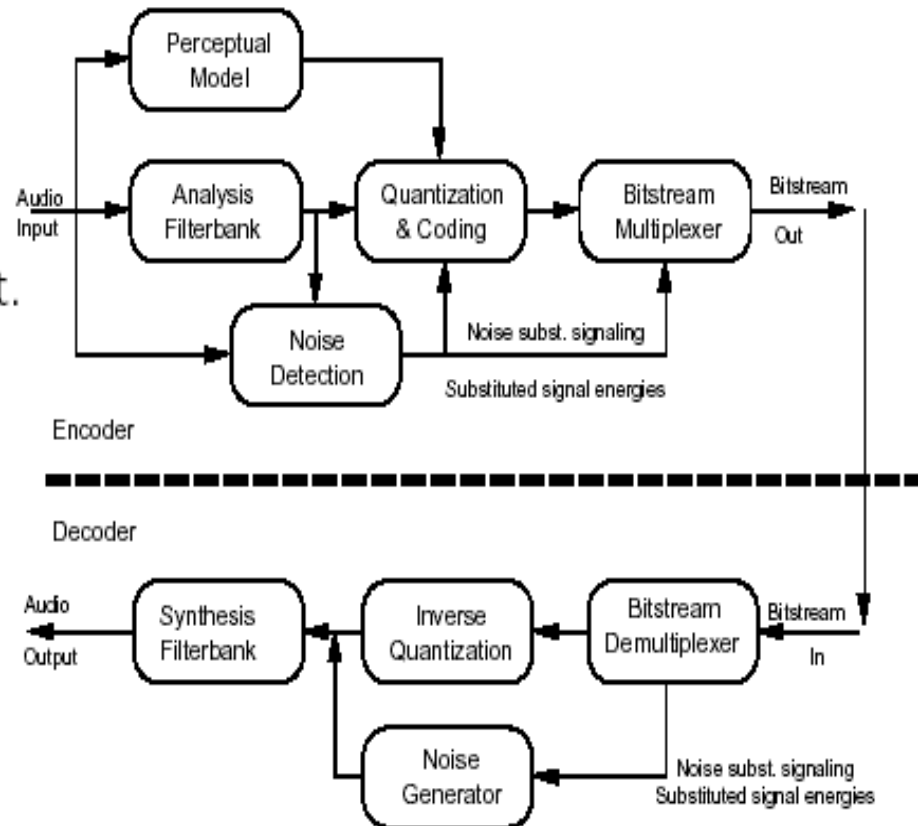 Perceptual
Model
Audio
Input
Analysis
Filterbank
Quantization
& Coding
Bitstream
Multiplexer
Bitstream
Out
t.
Noise
Detection
Noise subst. signaling
Substituted signal energies
Encoder
Decoder
Audio
Output
Synthesis
Filterbank
Inverse
Quantization
Bitstream
Demultiplexer
Bitstream
In
Noise
Generator
Noise subst. signaling
Substituted signal energies